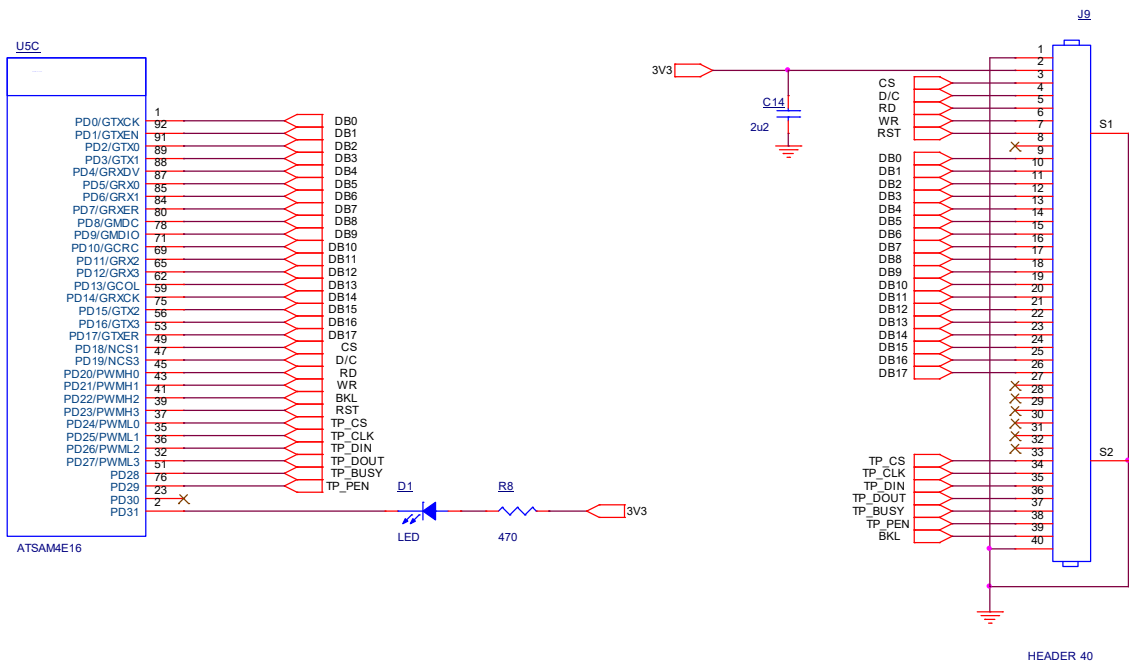 U5C
PD0/GTXCK 1 DB0
PD1/GTXEN 92 DB1
PD2/GTX0 91 DB2
PD3/GTX1 89 DB3
PD4/GRXDV 88 DB4
PD5/GRX0 87 DB5
PD6/GRX1 85 DB6
PD7/GRXER 84 DB7
PD8/GMDC 80 DB8
PD9/GMDIO 78 DB9
PD10/GCRC 71 DB10
PD11/GRX2 69 DB11
PD12/GRX3 65 DB12
PD13/GCOL 62 DB13
PD14/GRXCK 59 DB14
PD15/GTX2 75 DB15
PD16/GTX3 56 DB16
PD17/GTXER 53 DB17
PD18/NCS1 49 CS
PD19/NCS3 47 D/C
PD20/PWMH0 45 RD
PD21/PWMH1 43 WR
PD22/PWMH2 41 BKL
PD23/PWMH3 39 RST
PD24/PWML0 37 TP_CS
PD25/PWML1 35 TP_CLK
PD26/PWML2 36 TP_DIN
PD27/PWML3 32 TP_DOUT
PD28 51 TP_BUSY
PD29 76 TP_PEN
PD30 23
PD31 2
ATSAM4E16
D1
LED
R8
470
3V3
3V3
C14
2u2
J9
1
2
CS 3
D/C 4
RD 5
WR 6
RST 7
8
DB0 9
DB1 10
DB2 11
DB3 12
DB4 13
DB5 14
DB6 15
DB7 16
DB8 17
DB9 18
DB10 19
DB11 20
DB12 21
DB13 22
DB14 23
DB15 24
DB16 25
DB17 26
27
28
29
30
31
32
TP_CS 33
TP_CLK 34
TP_DIN 35
TP_DOUT 36
TP_BUSY 37
TP_PEN 38
BKL 39
40
S1
S2
HEADER 40